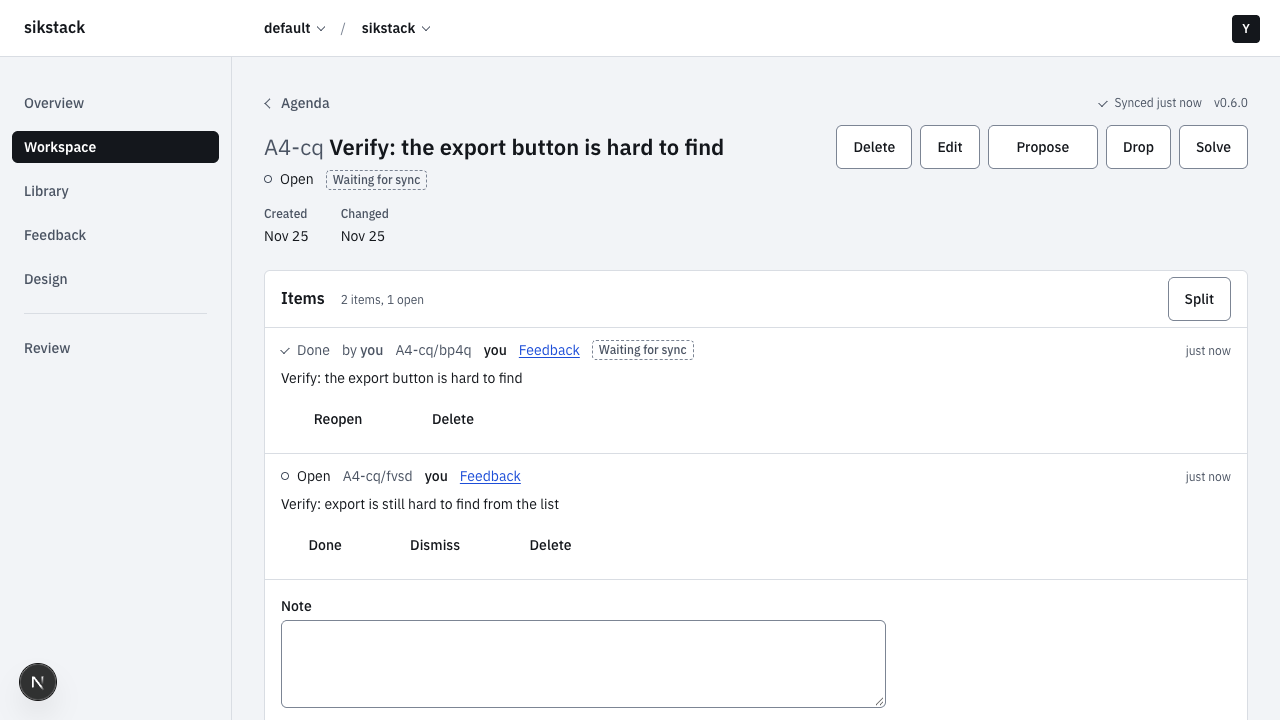 sikstack
default / sikstack
Y
Overview
Workspace
Library
Feedback
Design
Review
Agenda
Synced just now v0.6.0
A4-cq Verify: the export button is hard to find
Delete Edit Propose Drop Solve
Open Waiting for sync
Created Changed
Nov 25 Nov 25
Items 2 items, 1 open Split
Done by you A4-cq/bp4q you Feedback Waiting for sync just now
Verify: the export button is hard to find
Reopen Delete
Open A4-cq/fvsd you Feedback just now
Verify: export is still hard to find from the list
Done Dismiss Delete
Note
N